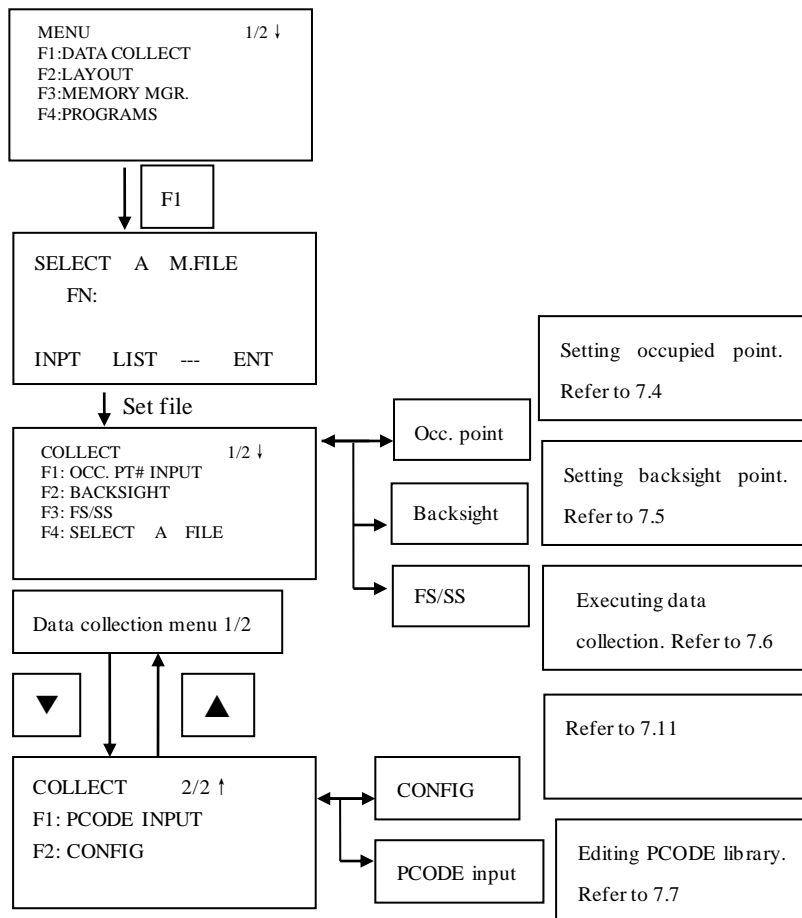 MENU 1/2 ↓
F1:DATA COLLECT
F2:LAYOUT
F3:MEMORY MGR.
F4:PROGRAMS
F1
SELECT A M.FILE
FN:
INPT LIST --- ENT
Set file
COLLECT 1/2 ↓
F1: OCC. PT# INPUT
F2: BACKSIGHT
F3: FS/SS
F4: SELECT A FILE
Occ. point
Setting occupied point.
Refer to 7.4
Backsight
Setting backsight point.
Refer to 7.5
FS/SS
Executing data
collection. Refer to 7.6
Data collection menu 1/2
▼ ▲
COLLECT 2/2 ↑
F1: PCODE INPUT
F2: CONFIG
CONFIG
Refer to 7.11
PCODE input
Editing PCODE library.
Refer to 7.7